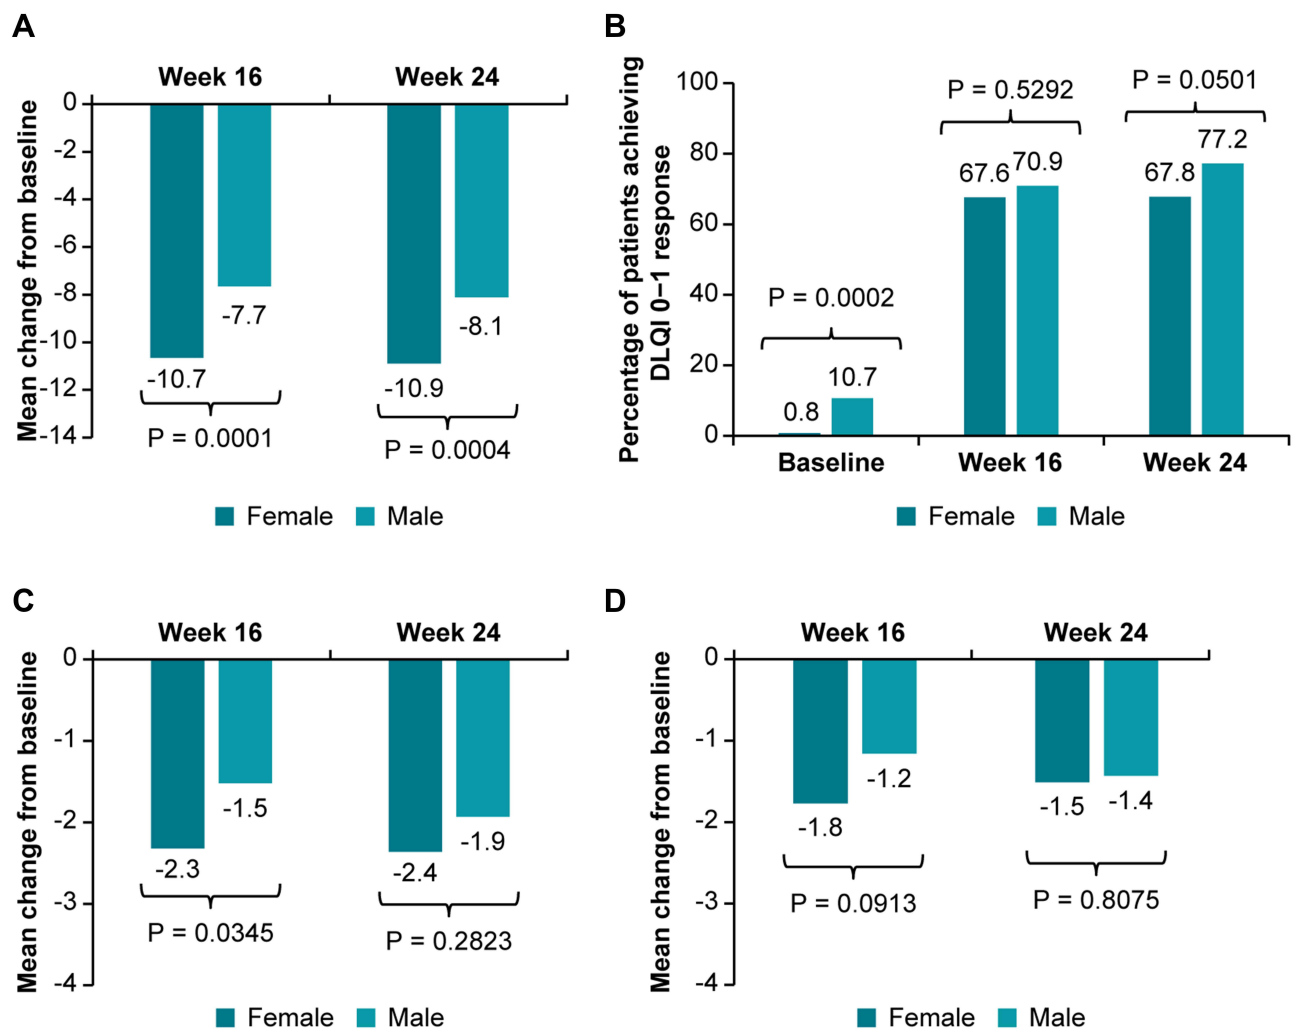 A
Week 16 Week 24
Mean change from baseline
0
-2
-4
-6
-8
-10
-12
-14
-10.7
-7.7
-10.9
-8.1
P = 0.0001
P = 0.0004
Female Male
B
Percentage of patients achieving
DLQI 0–1 response
100
80
60
40
20
0
P = 0.0002
P = 0.5292
P = 0.0501
0.8
10.7
67.6
70.9
67.8
77.2
Baseline Week 16 Week 24
Female Male
C
Week 16 Week 24
Mean change from baseline
0
-1
-2
-3
-4
-2.3
-1.5
-2.4
-1.9
P = 0.0345
P = 0.2823
Female Male
D
Week 16 Week 24
Mean change from baseline
0
-1
-2
-3
-4
-1.8
-1.2
-1.5
-1.4
P = 0.0913
P = 0.8075
Female Male